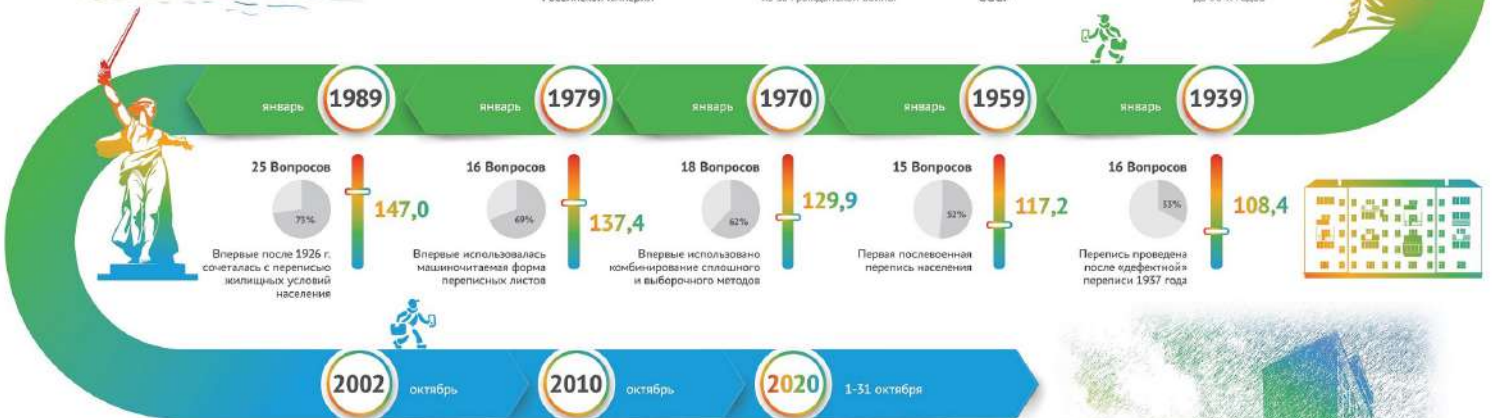 январь 1989
январь 1979
январь 1970
январь 1959
январь 1939
25 Вопросов
73%
147,0
Впервые после 1926 г.
сочеталась с переписью
жилищных условий
населения
16 Вопросов
69%
137,4
Впервые использовалась
машиночитаемая форма
переписных листов
18 Вопросов
62%
129,9
Впервые использовано
комбинирование сплошного
и выборочного методов
15 Вопросов
52%
117,2
Первая послевоенная
перепись населения
16 Вопросов
33%
108,4
Перепись проведена
после «дефектной»
переписи 1937 года
2002 октябрь
2010 октябрь
2020 1-31 октября